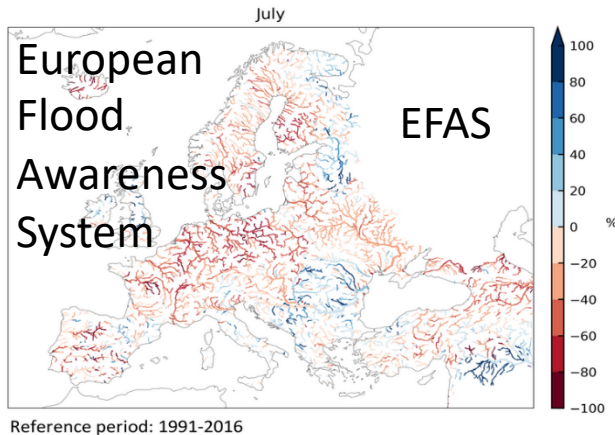 July
European
Flood
Awareness
System
EFAS
100
80
60
40
20
0
−20
−40
−60
−80
−100
%
Reference period: 1991-2016